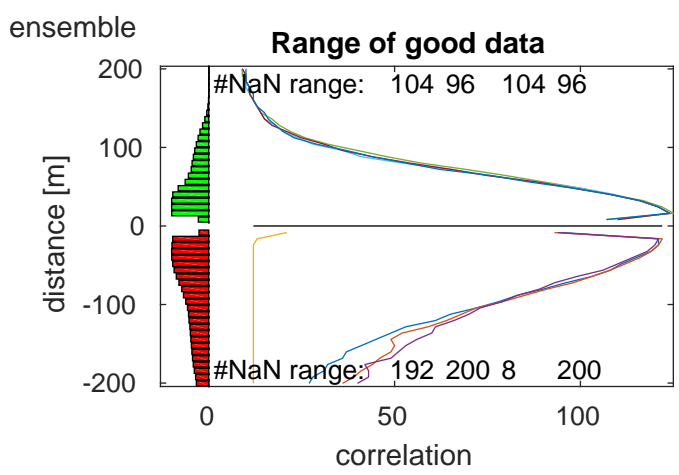 ensemble
Range of good data
200
#NaN range: 104 96 104 96
100
distance [m]
0
-100
#NaN range: 192 200 8 200
-200
0 50 100
correlation